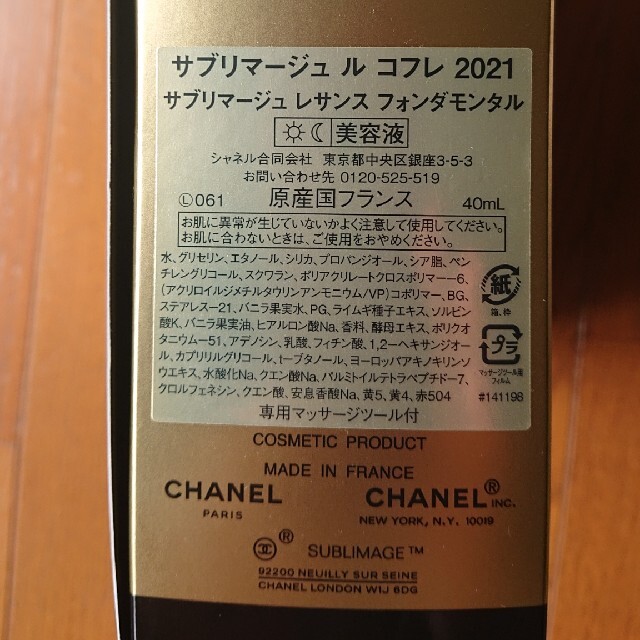 サブリマージュ ル コフレ 2021
サブリマージュ レサンス フォンダモンタル
美容液
シャネル合同会社 東京都中央区銀座3-5-3
お問い合わせ先 0120-525-519
Ⓛ061 原産国フランス 40mL
お肌に異常が生じていないかよく注意して使用してください。
お肌に合わないときは、ご使用をおやめください。
水、グリセリン、エタノール、シリカ、プロパンジオール、シア脂、ペン
チレングリコール、スクワラン、ポリアクリレートクロスポリマー-6、
(アクリロイルジメチルタウリンアンモニウム/VP)コポリマー、BG、
ステアレス-21、バニラ果実水、PG、ライムギ種子エキス、ソルビン
酸K、バニラ果実油、ヒアルロン酸Na、香料、酵母エキス、ポリクオ
タニウム-51、アデノシン、乳酸、フィチン酸、1,2-ヘキサンジオー
ル、カプリリルグリコール、t-ブタノール、ヨーロッパアキノキリンソ
ウエキス、水酸化Na、クエン酸Na、パルミトイルテトラペプチド-7、
クロルフェネシン、クエン酸、安息香酸Na、黄5、黄4、赤504
専用マッサージツール付
紙
箱、枠
プラ
マッサージツール座
フィルム
#141198
COSMETIC PRODUCT
MADE IN FRANCE
CHANEL
PARIS
CHANEL® INC.
NEW YORK, N.Y. 10019
® SUBLIMAGE™
92200 NEUILLY SUR SEINE
CHANEL LONDON W1J 6DG